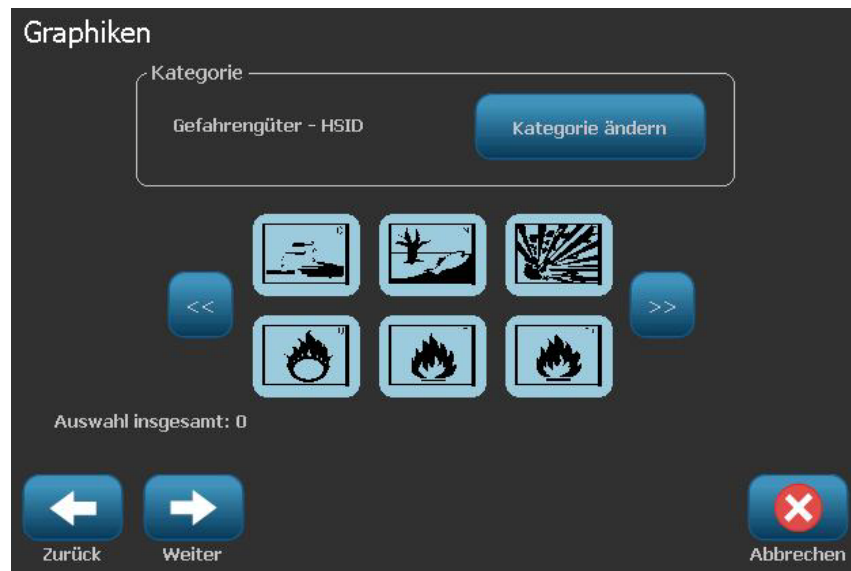 Graphiken
Kategorie
Gefahrengüter - HSID
Kategorie ändern
<<
>>
Auswahl insgesamt: 0
Zurück
Weiter
Abbrechen